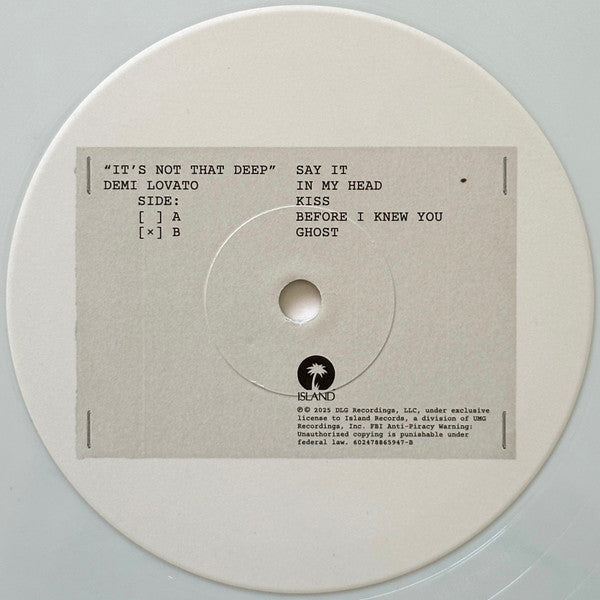 “IT'S NOT THAT DEEP”
DEMI LOVATO
SIDE:
[ ] A
[×] B
SAY IT
IN MY HEAD
KISS
BEFORE I KNEW YOU
GHOST
ISLAND
℗© 2025 DLG Recordings, LLC, under exclusive
license to Island Records, a division of UMG
Recordings, Inc. FBI Anti-Piracy Warning:
Unauthorized copying is punishable under
federal law. 602478865947-B